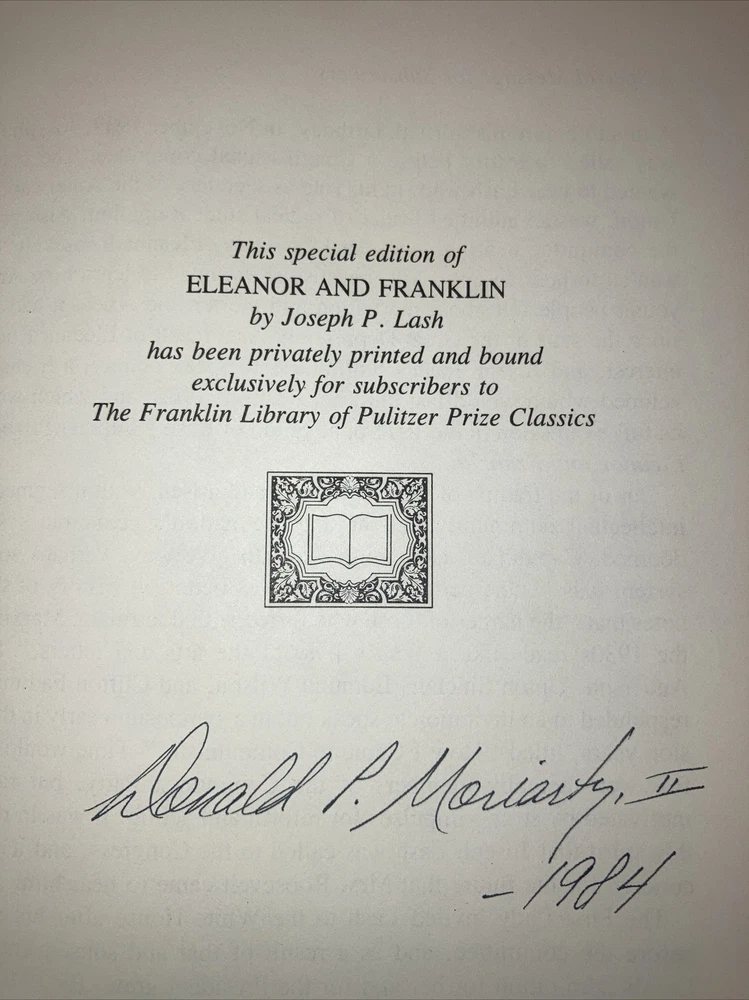 This special edition of
ELEANOR AND FRANKLIN
by Joseph P. Lash
has been privately printed and bound
exclusively for subscribers to
The Franklin Library of Pulitzer Prize Classics
Donald P. Moriarty, II
- 1984